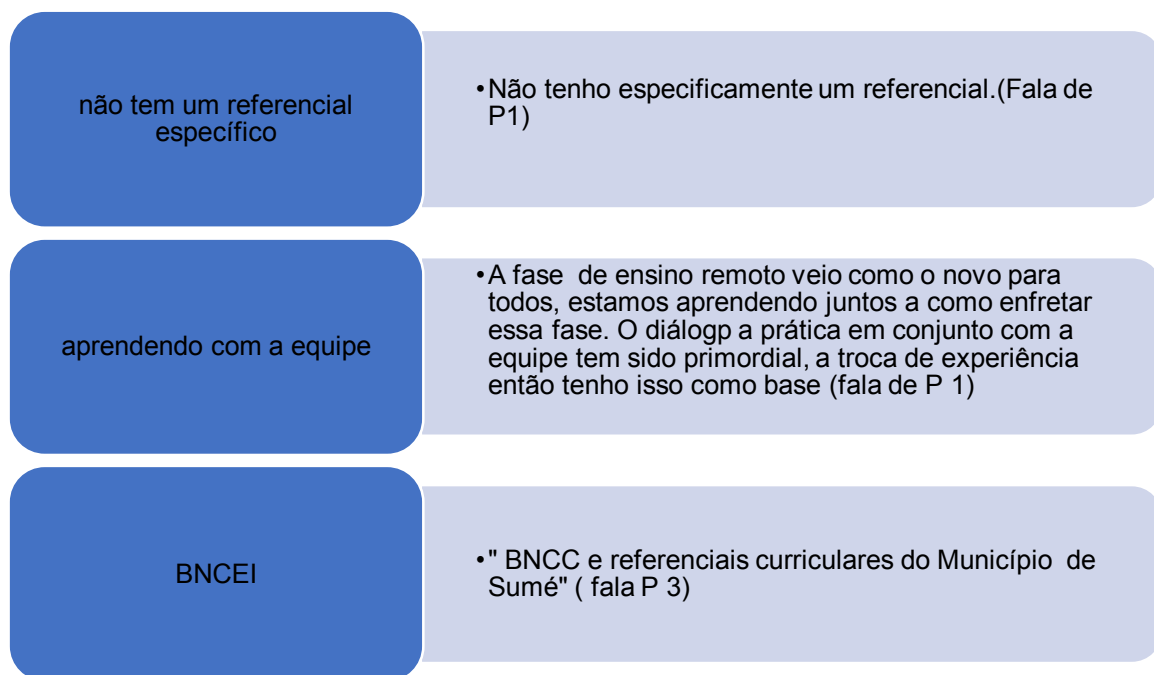 não tem um referencial
específico
•Não tenho especificamente um referencial.(Fala de
P1)
aprendendo com a equipe
•A fase de ensino remoto veio como o novo para
todos, estamos aprendendo juntos a como enfretar
essa fase. O diálogp a prática em conjunto com a
equipe tem sido primordial, a troca de experiência
então tenho isso como base (fala de P 1)
BNCEI
•" BNCC e referenciais curriculares do Município de
Sumé" ( fala P 3)